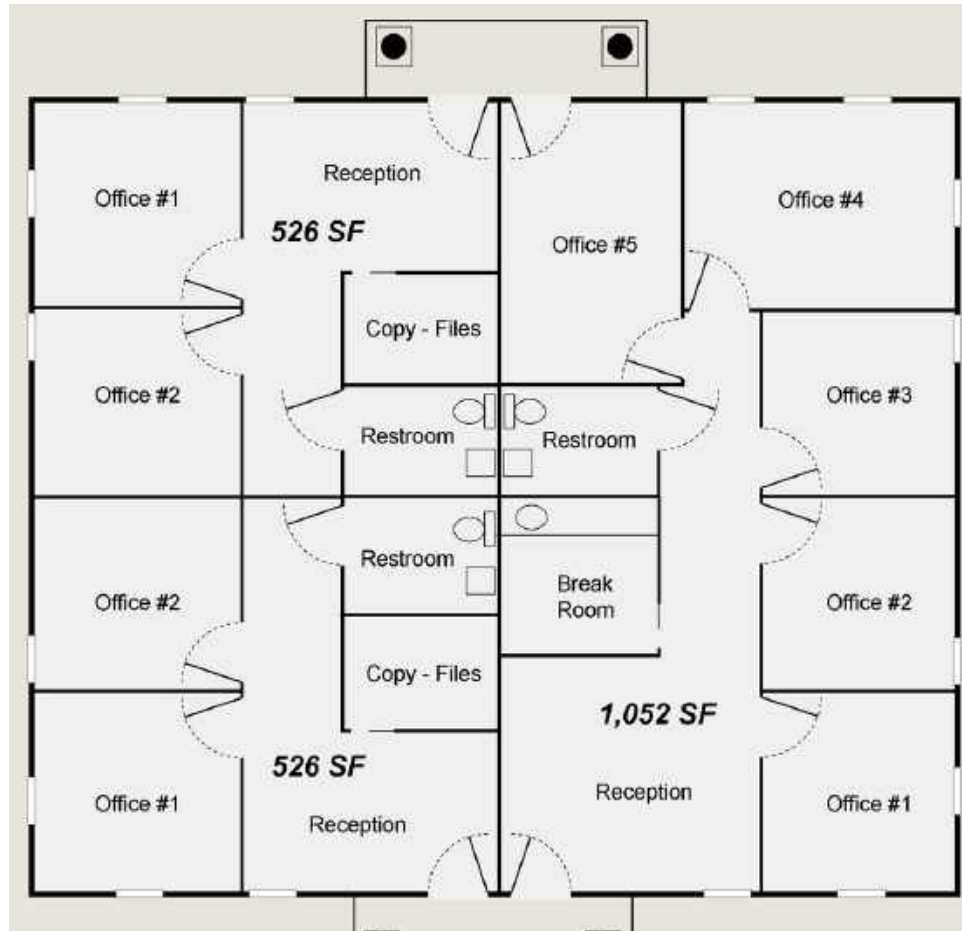 Reception
Office #1
Office #4
526 SF
Office #5
Copy - Files
Office #2
Office #3
Restroom
Restroom
Restroom
Break
Room
Office #2
Office #2
Copy - Files
1,052 SF
526 SF
Reception
Office #1
Office #1
Reception